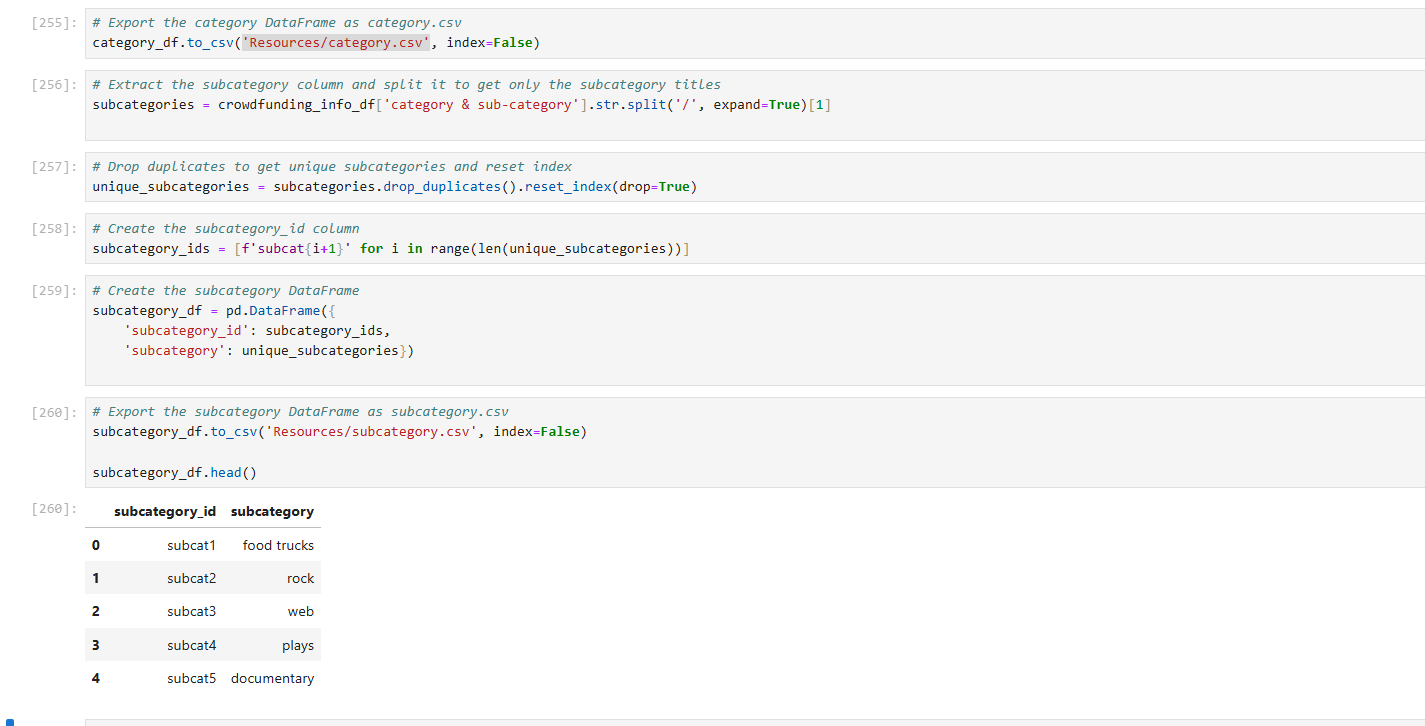 [255]: # Export the category DataFrame as category.csv
category_df.to_csv('Resources/category.csv', index=False)
[256]: # Extract the subcategory column and split it to get only the subcategory titles
subcategories = crowdfunding_info_df['category & sub-category'].str.split('/', expand=True)[1]
[257]: # Drop duplicates to get unique subcategories and reset index
unique_subcategories = subcategories.drop_duplicates().reset_index(drop=True)
[258]: # Create the subcategory_id column
subcategory_ids = [f'subcat{i+1}' for i in range(len(unique_subcategories))]
[259]: # Create the subcategory DataFrame
subcategory_df = pd.DataFrame({
    'subcategory_id': subcategory_ids,
    'subcategory': unique_subcategories})
[260]: # Export the subcategory DataFrame as subcategory.csv
subcategory_df.to_csv('Resources/subcategory.csv', index=False)
subcategory_df.head()
[260]: subcategory_id subcategory
0 subcat1 food trucks
1 subcat2 rock
2 subcat3 web
3 subcat4 plays
4 subcat5 documentary